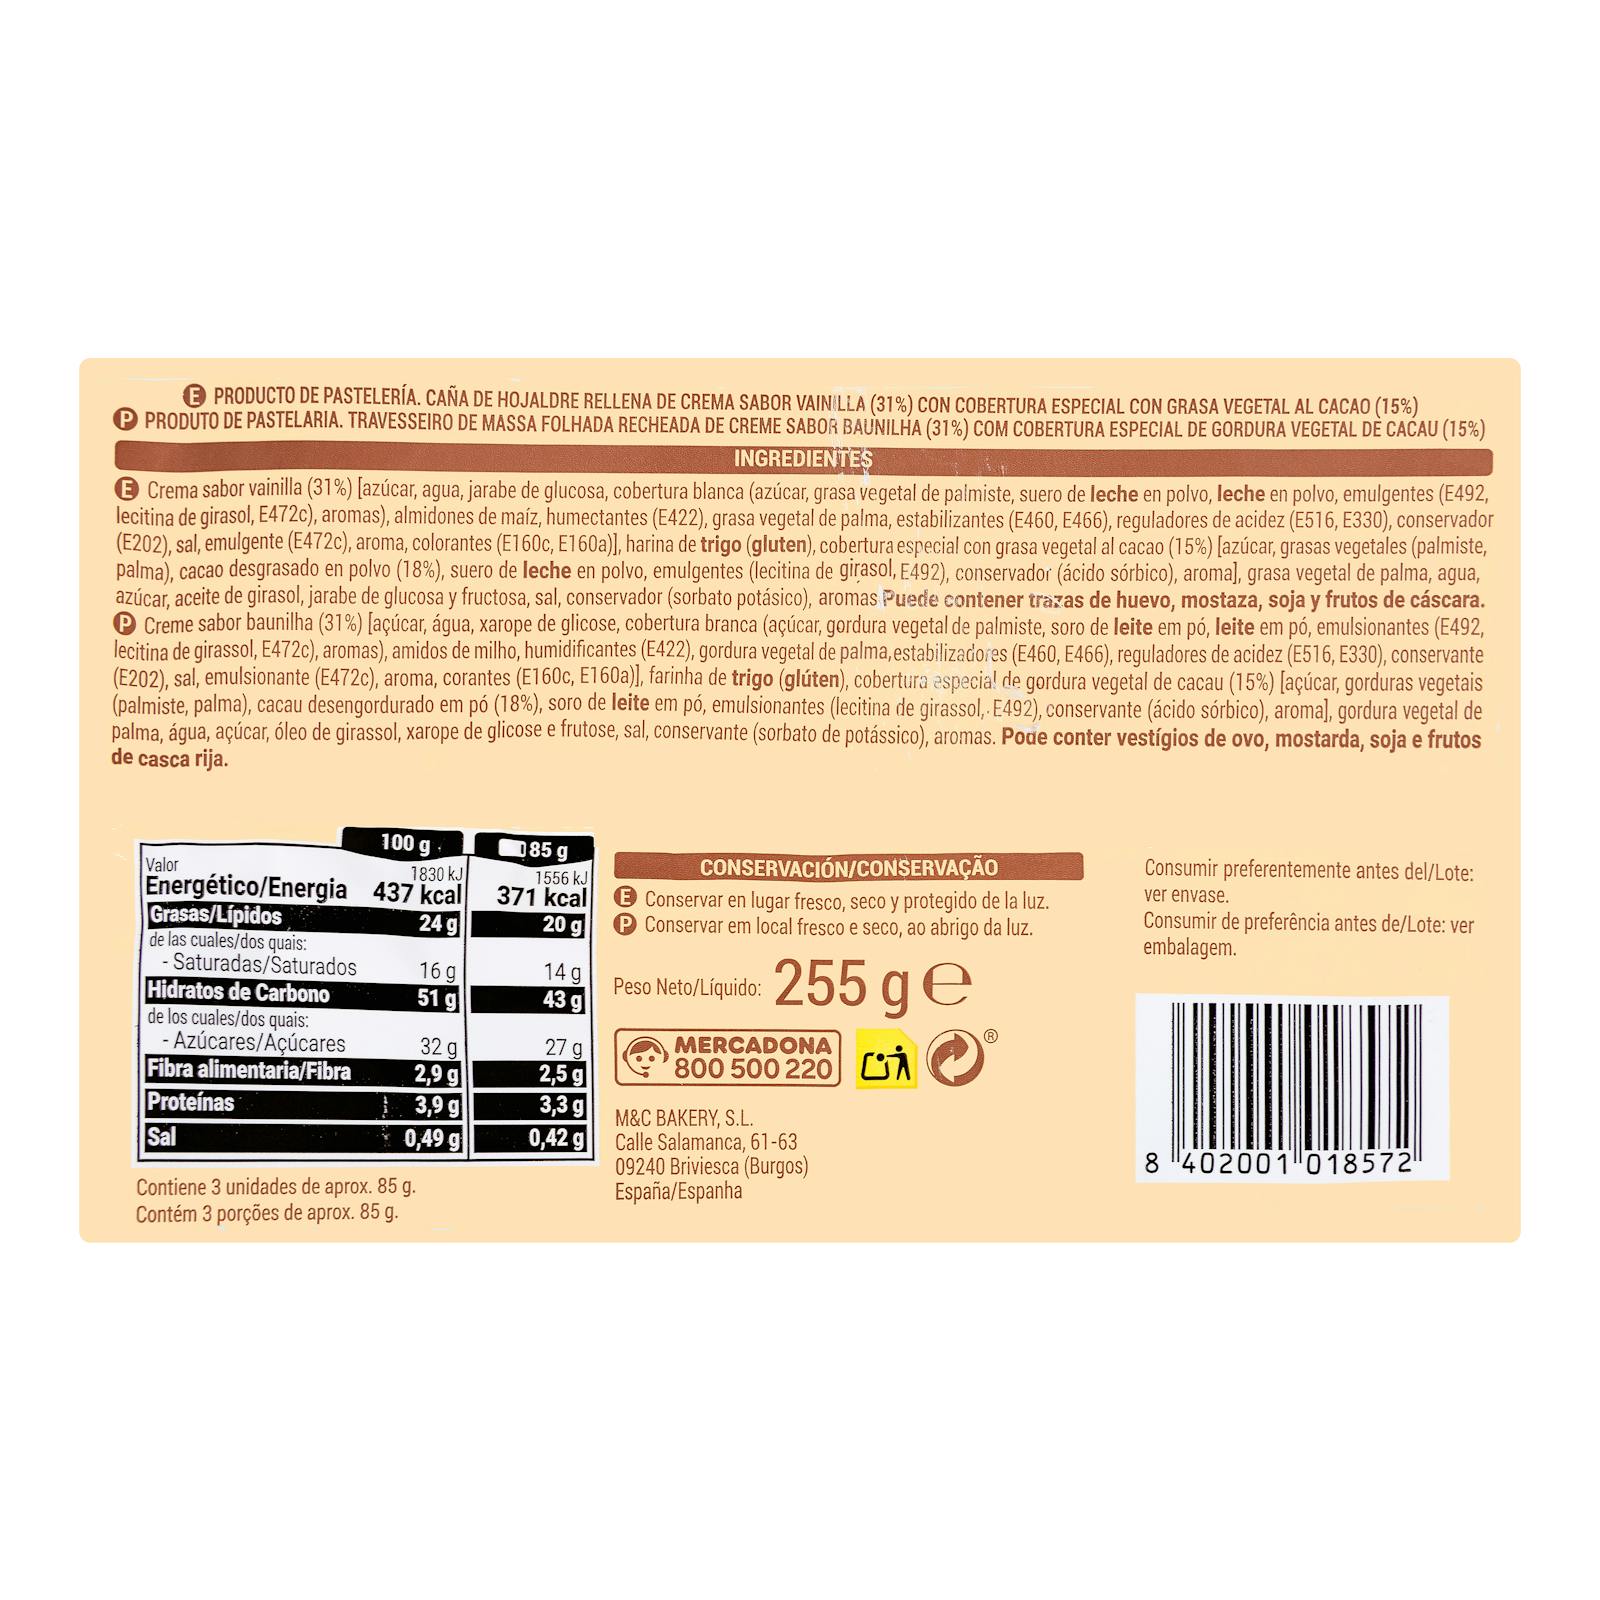 E PRODUCTO DE PASTELERÍA. CAÑA DE HOJALDRE RELLENA DE CREMA SABOR VAINILLA (31%) CON COBERTURA ESPECIAL CON GRASA VEGETAL AL CACAO (15%)
P PRODUTO DE PASTELARIA. TRAVESSEIRO DE MASSA FOLHADA RECHEADA DE CREME SABOR BAUNILHA (31%) COM COBERTURA ESPECIAL DE GORDURA VEGETAL DE CACAU (15%)
INGREDIENTES
E Crema sabor vainilla (31%) [azúcar, agua, jarabe de glucosa, cobertura blanca (azúcar, grasa vegetal de palmiste, suero de leche en polvo, leche en polvo, emulgentes (E492,
lecitina de girasol, E472c), aromas), almidones de maíz, humectantes (E422), grasa vegetal de palma, estabilizantes (E460, E466), reguladores de acidez (E516, E330), conservador
(E202), sal, emulgente (E472c), aroma, colorantes (E160c, E160a)], harina de trigo (gluten), cobertura especial con grasa vegetal al cacao (15%) [azúcar, grasas vegetales (palmiste,
palma), cacao desgrasado en polvo (18%), suero de leche en polvo, emulgentes (lecitina de girasol, E492), conservador (ácido sórbico), aroma], grasa vegetal de palma, agua,
azúcar, aceite de girasol, jarabe de glucosa y fructosa, sal, conservador (sorbato potásico), aromas Puede contener trazas de huevo, mostaza, soja y frutos de cáscara.
P Creme sabor baunilha (31%) [açúcar, água, xarope de glicose, cobertura branca (açúcar, gordura vegetal de palmiste, soro de leite em pó, leite em pó, emulsionantes (E492,
lecitina de girassol, E472c), aromas), amidos de milho, humidificantes (E422), gordura vegetal de palma, estabilizadores (E460, E466), reguladores de acidez (E516, E330), conservante
(E202), sal, emulsionante (E472c), aroma, corantes (E160c, E160a)], farinha de trigo (glúten), cobertura especial de gordura vegetal de cacau (15%) [açúcar, gorduras vegetais
(palmiste, palma), cacau desengordurado em pó (18%), soro de leite em pó, emulsionantes (lecitina de girassol, E492), conservante (ácido sórbico), aroma], gordura vegetal de
palma, água, açúcar, óleo de girassol, xarope de glicose e frutose, sal, conservante (sorbato de potássico), aromas. Pode conter vestígios de ovo, mostarda, soja e frutos
de casca rija.
100 g 85 g
Valor 1830 kJ 1556 kJ
Energético/Energia 437 kcal 371 kcal
Grasas/Lípidos 24 g 20 g
de las cuales/dos quais:
- Saturadas/Saturados 16 g 14 g
Hidratos de Carbono 51 g 43 g
de los cuales/dos quais:
- Azúcares/Açúcares 32 g 27 g
Fibra alimentaria/Fibra 2,9 g 2,5 g
Proteínas 3,9 g 3,3 g
Sal 0,49 g 0,42 g
Contiene 3 unidades de aprox. 85 g.
Contém 3 porções de aprox. 85 g.
CONSERVACIÓN/CONSERVAÇÃO
E Conservar en lugar fresco, seco y protegido de la luz.
P Conservar em local fresco e seco, ao abrigo da luz.
Peso Neto/Líquido: 255 g e
MERCADONA
800 500 220
®
M&C BAKERY, S.L.
Calle Salamanca, 61-63
09240 Briviesca (Burgos)
España/Espanha
Consumir preferentemente antes del/Lote:
ver envase.
Consumir de preferência antes de/Lote: ver
embalagem.
8 402001 018572